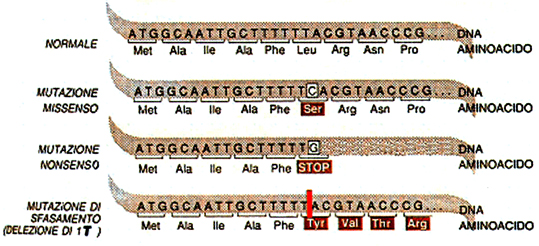 NORMALE
ATGGCAATTGCTTTTTTACGTAACCCG... DNA
Met Ala Ile Ala Phe Leu Arg Asn Pro AMINOACIDO
MUTAZIONE
MISSENSO
ATGGCAATTGCTTTTTCACGTAACCCG... DNA
Met Ala Ile Ala Phe Ser Arg Asn Pro AMINOACIDO
MUTAZIONE
NONSENSO
ATGGCAATTGCTTTTTG DNA
Met Ala Ile Ala Phe STOP AMINOACIDO
MUTAZIONE DI
SFASAMENTO
(DELEZIONE DI 1T)
ATGGCAATTGCTTTTTACGTAACCCG... DNA
Met Ala Ile Ala Phe Tyr Val Thr Arg AMINOACIDO